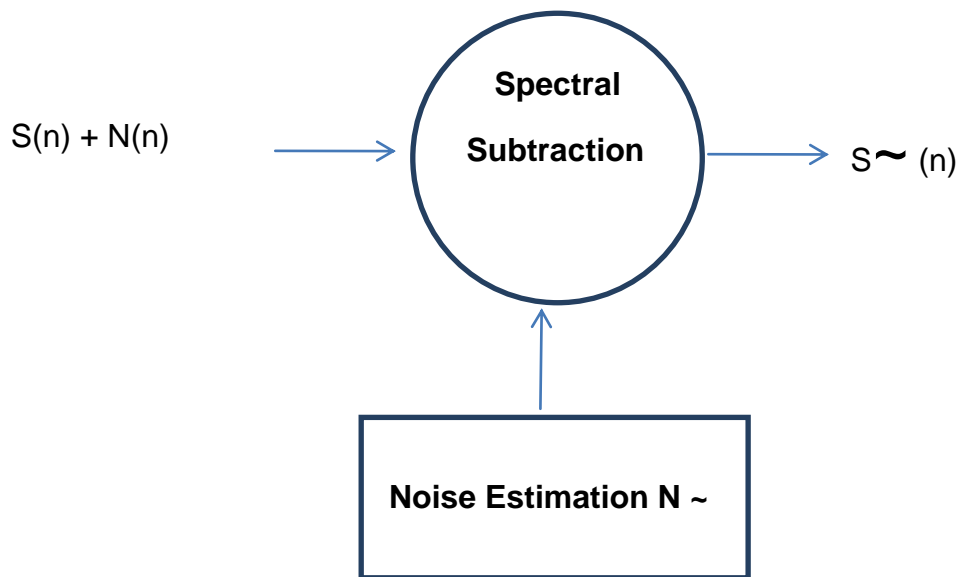 Spectral
S(n) + N(n)
Subtraction
S~ (n)
Noise Estimation N ~